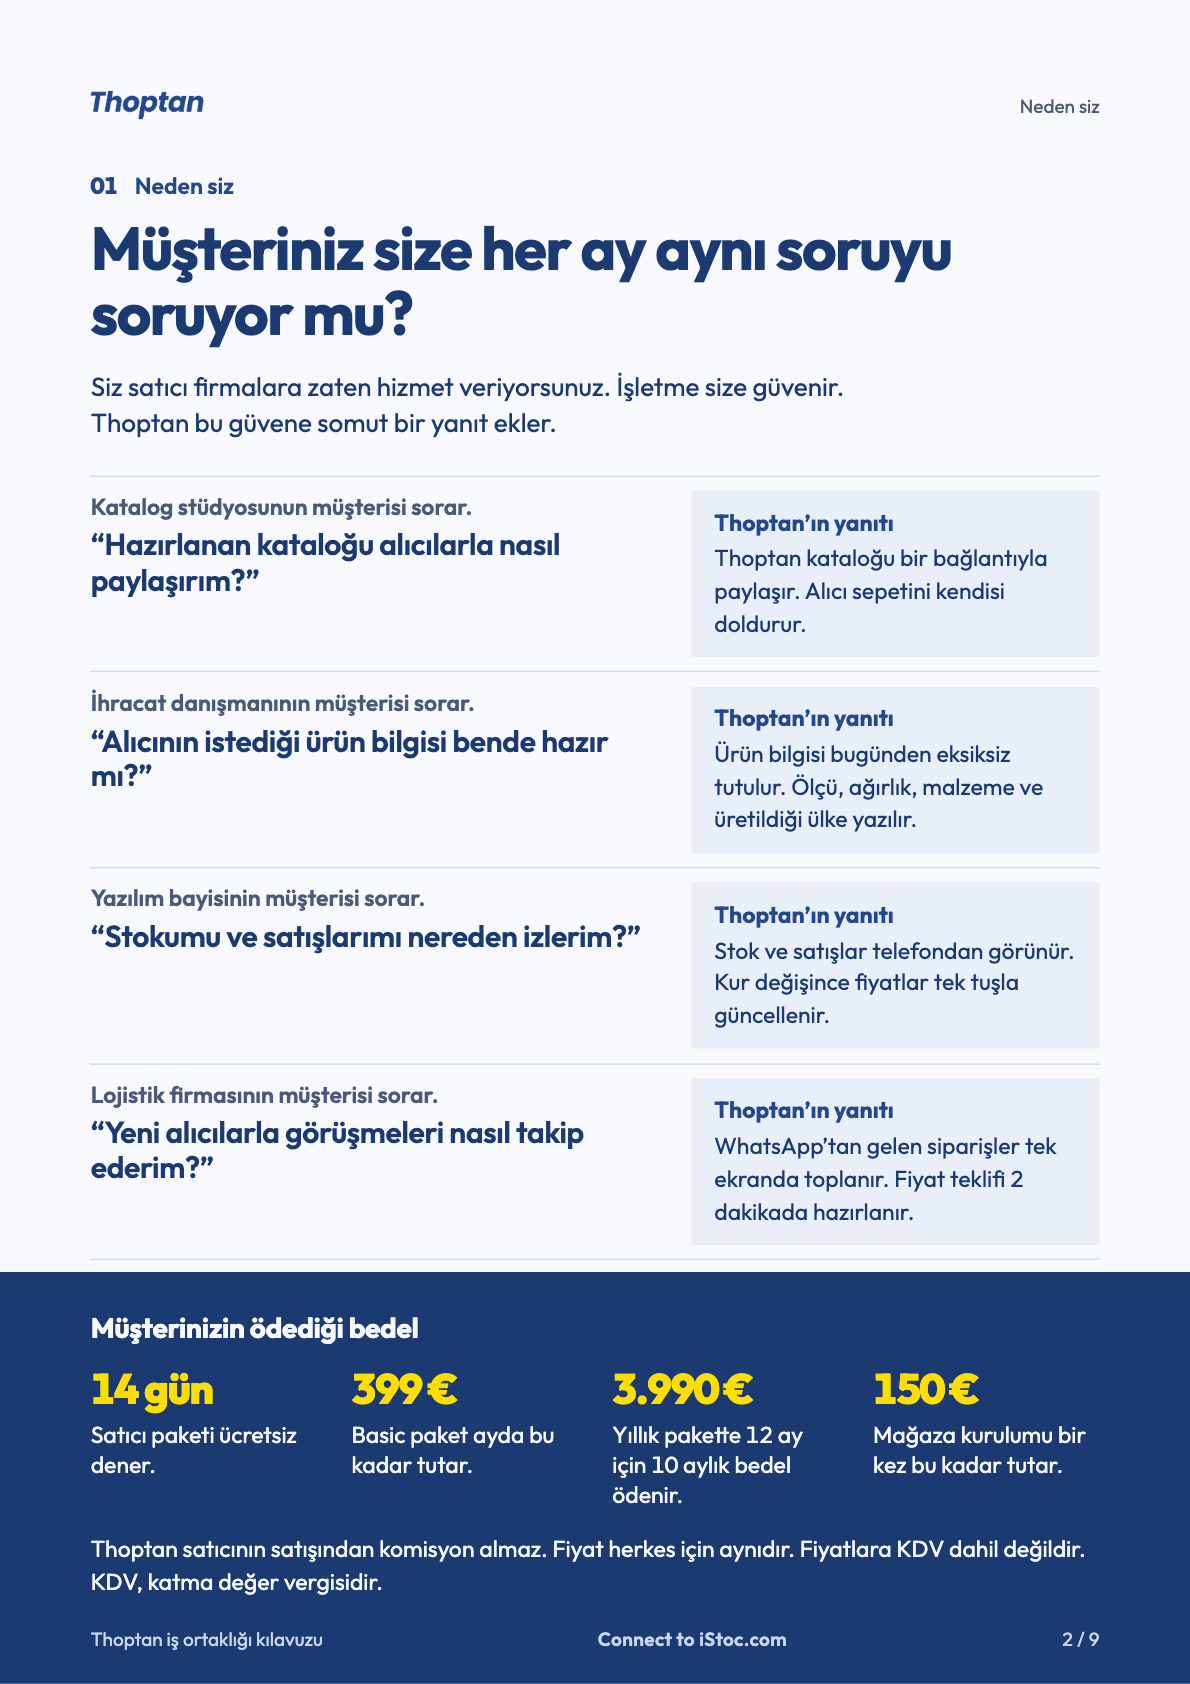 Thoptan
Neden siz
01 Neden siz
Müşteriniz size her ay aynı soruyu
soruyor mu?
Siz satıcı firmalara zaten hizmet veriyorsunuz. İşletme size güvenir.
Thoptan bu güvene somut bir yanıt ekler.
Katalog stüdyosunun müşterisi sorar.
“Hazırlanan kataloğu alıcılarla nasıl
paylaşırım?”
Thoptan’ın yanıtı
Thoptan kataloğu bir bağlantıyla
paylaşır. Alıcı sepetini kendisi
doldurur.
İhracat danışmanının müşterisi sorar.
“Alıcının istediği ürün bilgisi bende hazır
mı?”
Thoptan’ın yanıtı
Ürün bilgisi bugünden eksiksiz
tutulur. Ölçü, ağırlık, malzeme ve
üretildiği ülke yazılır.
Yazılım bayisinin müşterisi sorar.
“Stokumu ve satışlarımı nereden izlerim?”
Thoptan’ın yanıtı
Stok ve satışlar telefondan görünür.
Kur değişince fiyatlar tek tuşla
güncellenir.
Lojistik firmasının müşterisi sorar.
“Yeni alıcılarla görüşmeleri nasıl takip
ederim?”
Thoptan’ın yanıtı
WhatsApp’tan gelen siparişler tek
ekranda toplanır. Fiyat teklifi 2
dakikada hazırlanır.
Müşterinizin ödediği bedel
14 gün
Satıcı paketi ücretsiz
dener.
399 €
Basic paket ayda bu
kadar tutar.
3.990 €
Yıllık pakette 12 ay
için 10 aylık bedel
ödenir.
150 €
Mağaza kurulumu bir
kez bu kadar tutar.
Thoptan satıcının satışından komisyon almaz. Fiyat herkes için aynıdır. Fiyatlara KDV dahil değildir.
KDV, katma değer vergisidir.
Thoptan iş ortaklığı kılavuzu
Connect to iStoc.com
2 / 9